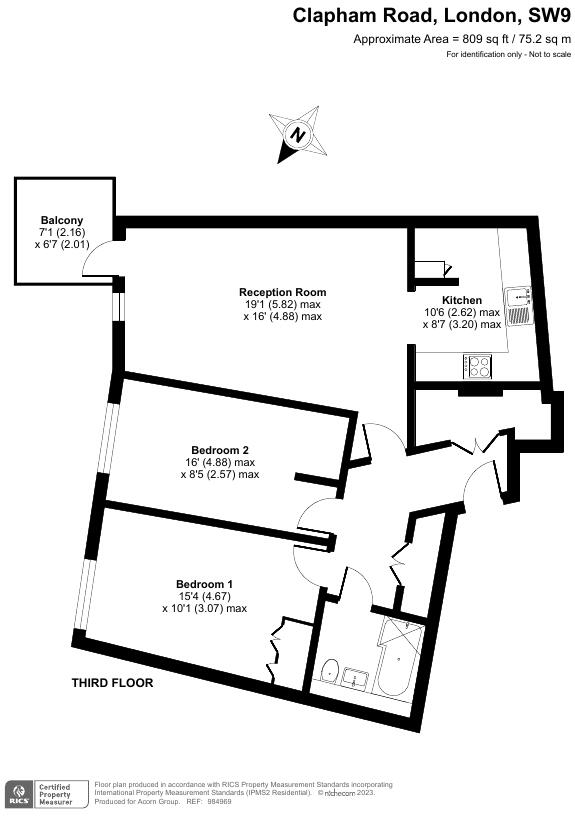 Clapham Road, London, SW9
Approximate Area = 809 sq ft / 75.2 sq m
For identification only - Not to scale
N
Balcony
7'1 (2.16)
x 6'7 (2.01)
Reception Room
19'1 (5.82) max
x 16' (4.88) max
Kitchen
10'6 (2.62) max
x 8'7 (3.20) max
Bedroom 2
16' (4.88) max
x 8'5 (2.57) max
Bedroom 1
15'4 (4.67)
x 10'1 (3.07) max
THIRD FLOOR
RICS
Certified
Property
Measurer
Floor plan produced in accordance with RICS Property Measurement Standards incorporating
International Property Measurement Standards (IPMS2 Residential). © nichecom 2023.
Produced for Acorn Group. REF: 984969